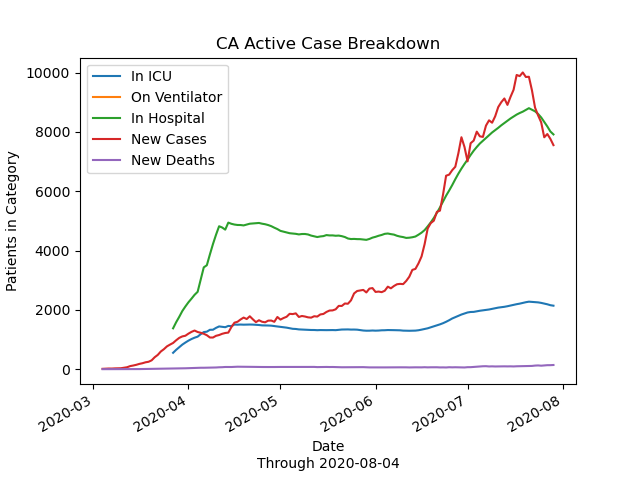 CA Active Case Breakdown
In ICU
On Ventilator
In Hospital
New Cases
New Deaths
Patients in Category
10000
8000
6000
4000
2000
0
2020-03
2020-04
2020-05
2020-06
2020-07
2020-08
Date
Through 2020-08-04